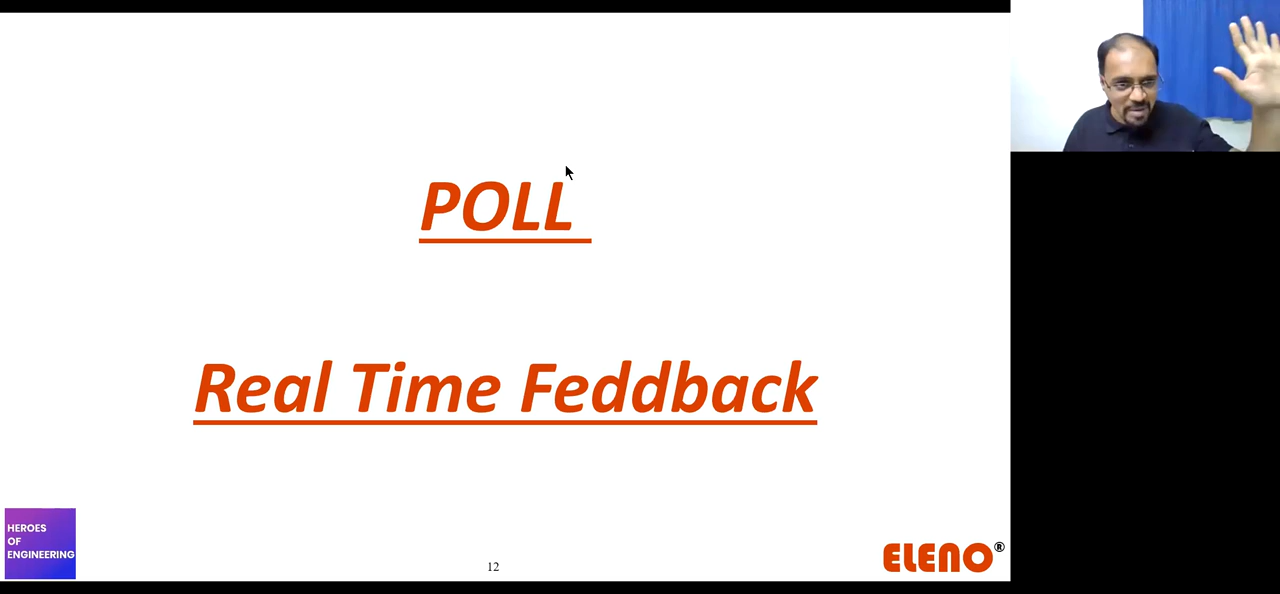 POLL
Real Time Feddback
HEROES
OF
ENGINEERING
12
ELENO®